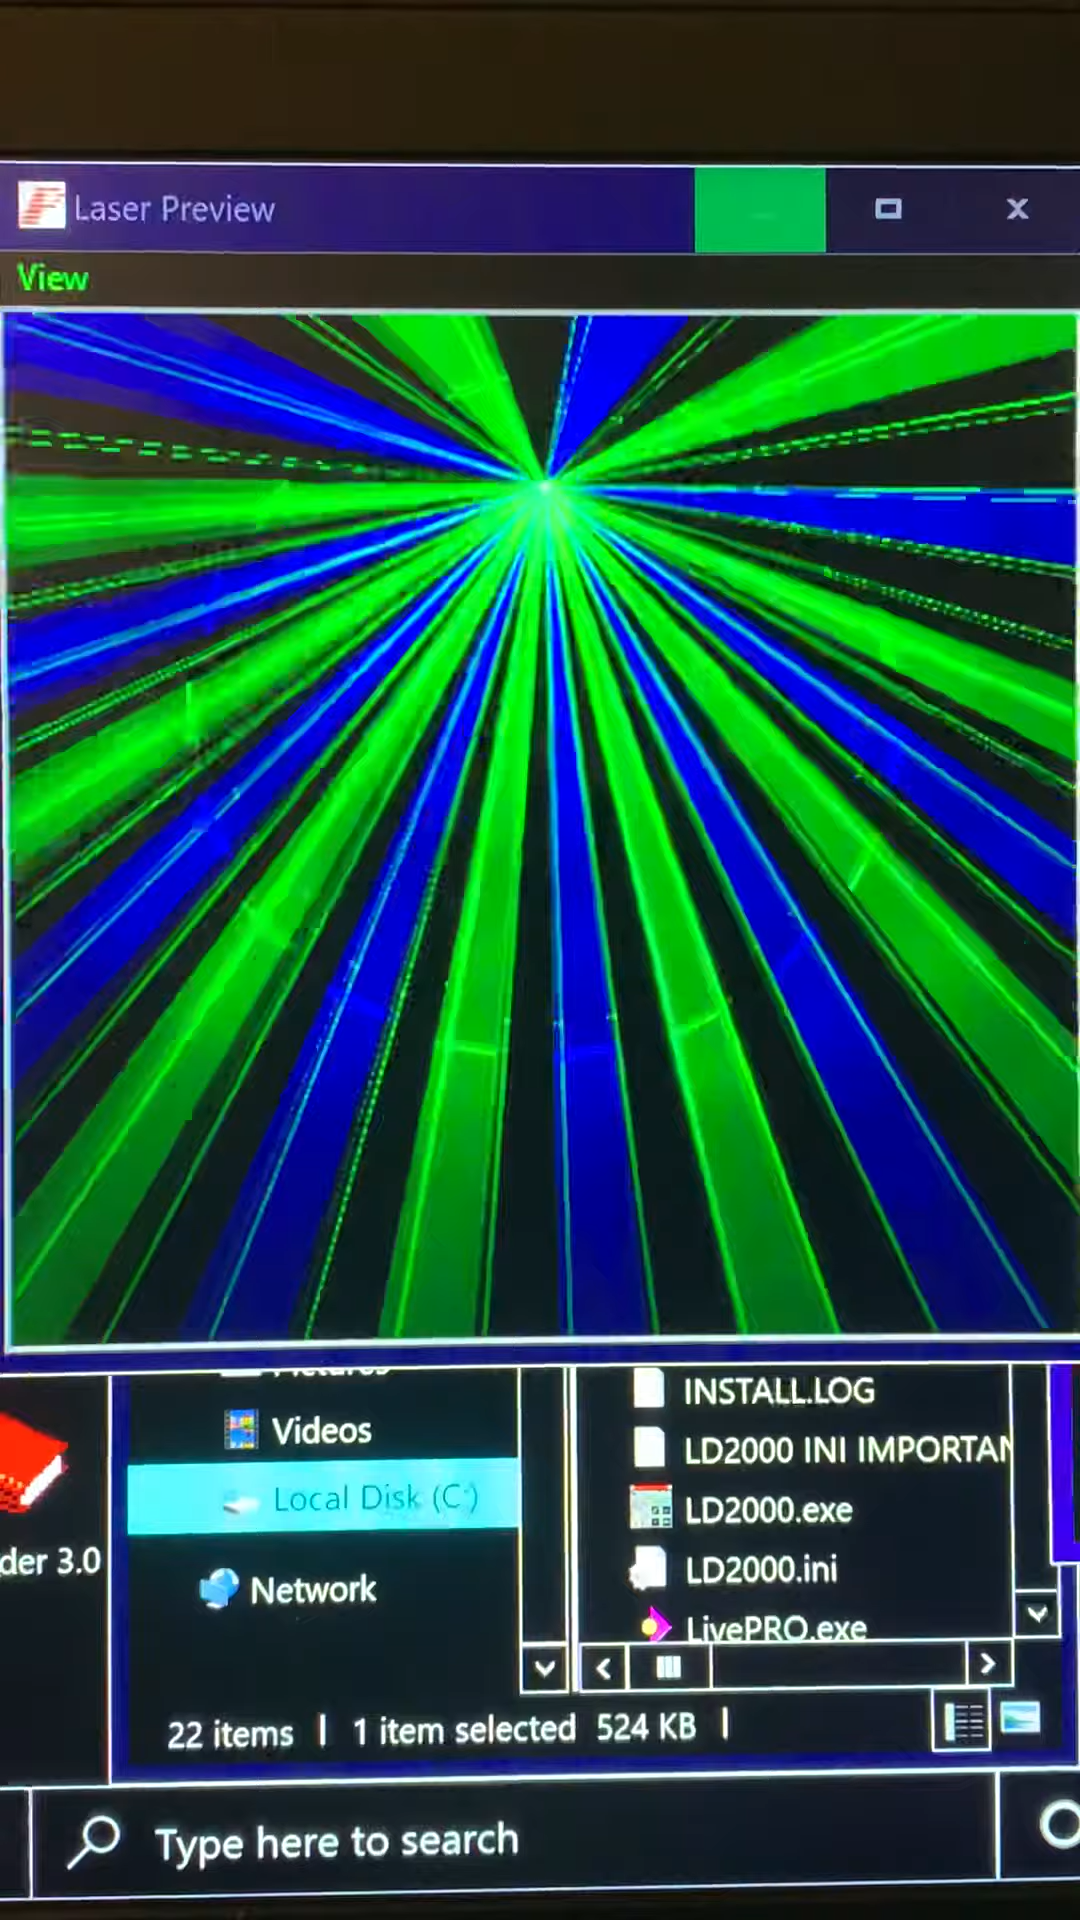 Laser Preview
View
Videos
Local Disk (C:)
Network
der 3.0
INSTALL.LOG
LD2000 INI IMPORTAN
LD2000.exe
LD2000.ini
LivePRO.exe
22 items | 1 item selected 524 KB |
Type here to search